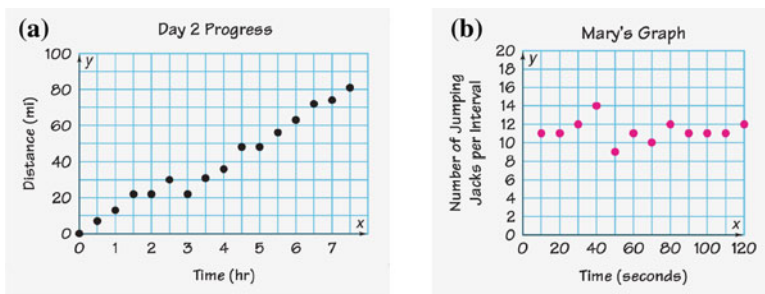 (a)
Day 2 Progress
y
100
80
60
40
20
0
Distance (mi)
x
0 1 2 3 4 5 6 7
Time (hr)
(b)
Mary's Graph
y
20
18
16
14
12
10
8
6
4
2
0
Number of Jumping
Jacks per Interval
x
0 20 40 60 80 100 120
Time (seconds)